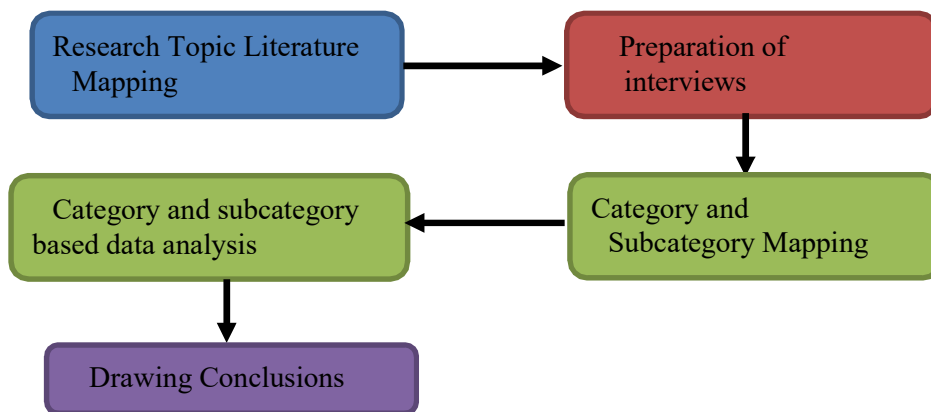 Research Topic Literature
Mapping
Preparation of
interviews
Category and
Subcategory Mapping
Category and subcategory
based data analysis
Drawing Conclusions